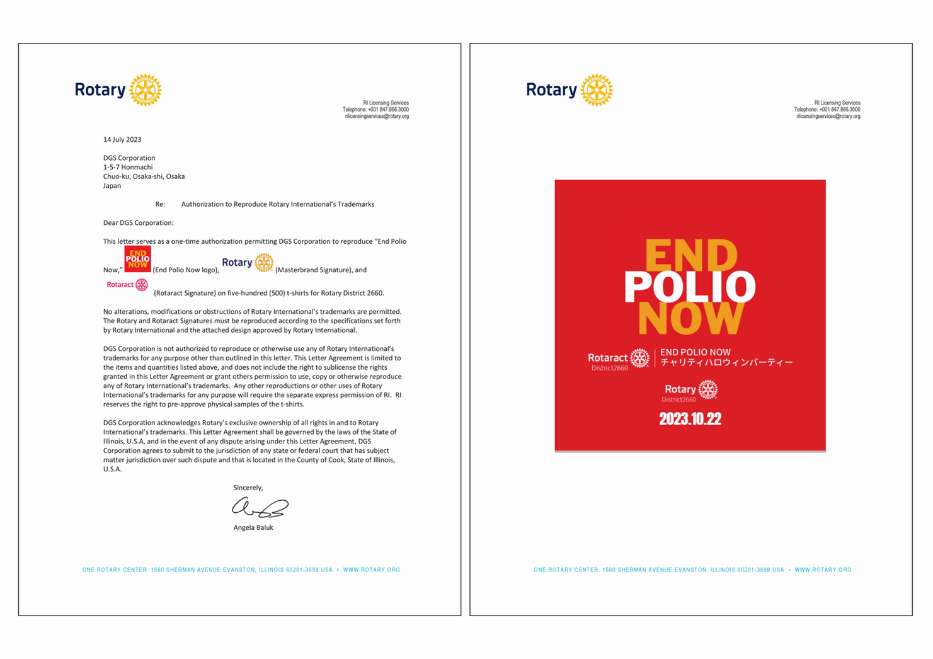 Rotary
RI Licensing Services
Telephone: +001 847.866.3000
rilicensingservices@rotary.org
14 July 2023
DGS Corporation
1-5-7 Honmachi
Chuo-ku, Osaka-shi, Osaka
Japan
Re: Authorization to Reproduce Rotary International's Trademarks
Dear DGS Corporation:
This letter serves as a one-time authorization permitting DGS Corporation to reproduce "End Polio
Now," END POLIO NOW (End Polio Now logo), Rotary (Masterbrand Signature), and
Rotaract (Rotaract Signature) on five-hundred (500) t-shirts for Rotary District 2660.
No alterations, modifications or obstructions of Rotary International's trademarks are permitted.
The Rotary and Rotaract Signatures must be reproduced according to the specifications set forth
by Rotary International and the attached design approved by Rotary International.
DGS Corporation is not authorized to reproduce or otherwise use any of Rotary International's
trademarks for any purpose other than outlined in this letter. This Letter Agreement is limited to
the items and quantities listed above, and does not include the right to sublicense the rights
granted in this Letter Agreement or grant others permission to use, copy or otherwise reproduce
any of Rotary International's trademarks. Any other reproductions or other uses of Rotary
International's trademarks for any purpose will require the separate express permission of RI. RI
reserves the right to pre-approve physical samples of the t-shirts.
DGS Corporation acknowledges Rotary's exclusive ownership of all rights in and to Rotary
International's trademarks. This Letter Agreement shall be governed by the laws of the State of
Illinois, U.S.A, and in the event of any dispute arising under this Letter Agreement, DGS
Corporation agrees to submit to the jurisdiction of any state or federal court that has subject
matter jurisdiction over such dispute and that is located in the County of Cook, State of Illinois,
U.S.A.
Sincerely,
Angela Baluk
ONE ROTARY CENTER 1560 SHERMAN AVENUE EVANSTON, ILLINOIS 60201-3698 USA • WWW.ROTARY.ORG
Rotary
RI Licensing Services
Telephone: +001 847.866.3000
rilicensingservices@rotary.org
END
POLIO
NOW
Rotaract
District2660
END POLIO NOW
チャリティハロウィンパーティー
Rotary
District2660
2023.10.22
ONE ROTARY CENTER 1560 SHERMAN AVENUE EVANSTON, ILLINOIS 60201-3698 USA • WWW.ROTARY.ORG